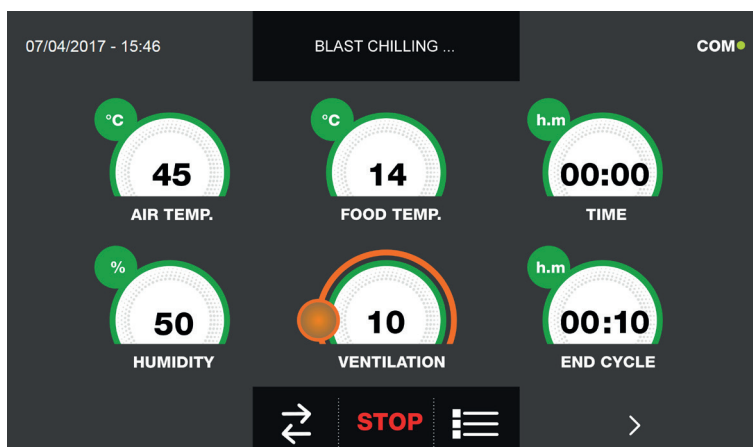 07/04/2017 - 15:46
BLAST CHILLING ...
COM
°C
45
AIR TEMP.
°C
14
FOOD TEMP.
h.m
00:00
TIME
%
50
HUMIDITY
10
VENTILATION
h.m
00:10
END CYCLE
STOP